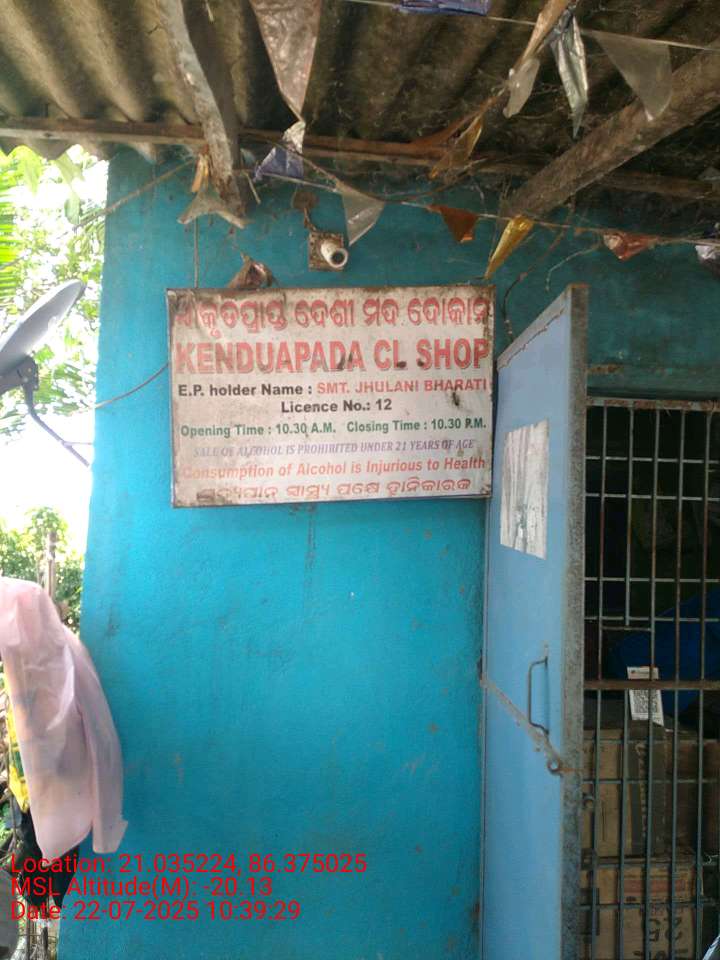 ସ୍ୱୀକୃତିପ୍ରାପ୍ତ ଦେଶୀ ମଦ ଦୋକାନ
KENDUAPADA CL SHOP
E.P. holder Name : SMT. JHULANI BHARATI
Licence No.: 12
Opening Time : 10.30 A.M. Closing Time : 10.30 P.M.
SALE OF ALCOHOL IS PROHIBITED UNDER 21 YEARS OF AGE
Consumption of Alcohol is Injurious to Health
ମଦ୍ୟପାନ ସ୍ୱାସ୍ଥ୍ୟ ପକ୍ଷେ ହାନିକାରକ
Location: 21.035224, 86.375025
MSL Altitude(M): -20.13
Date: 22-07-2025 10:39:29